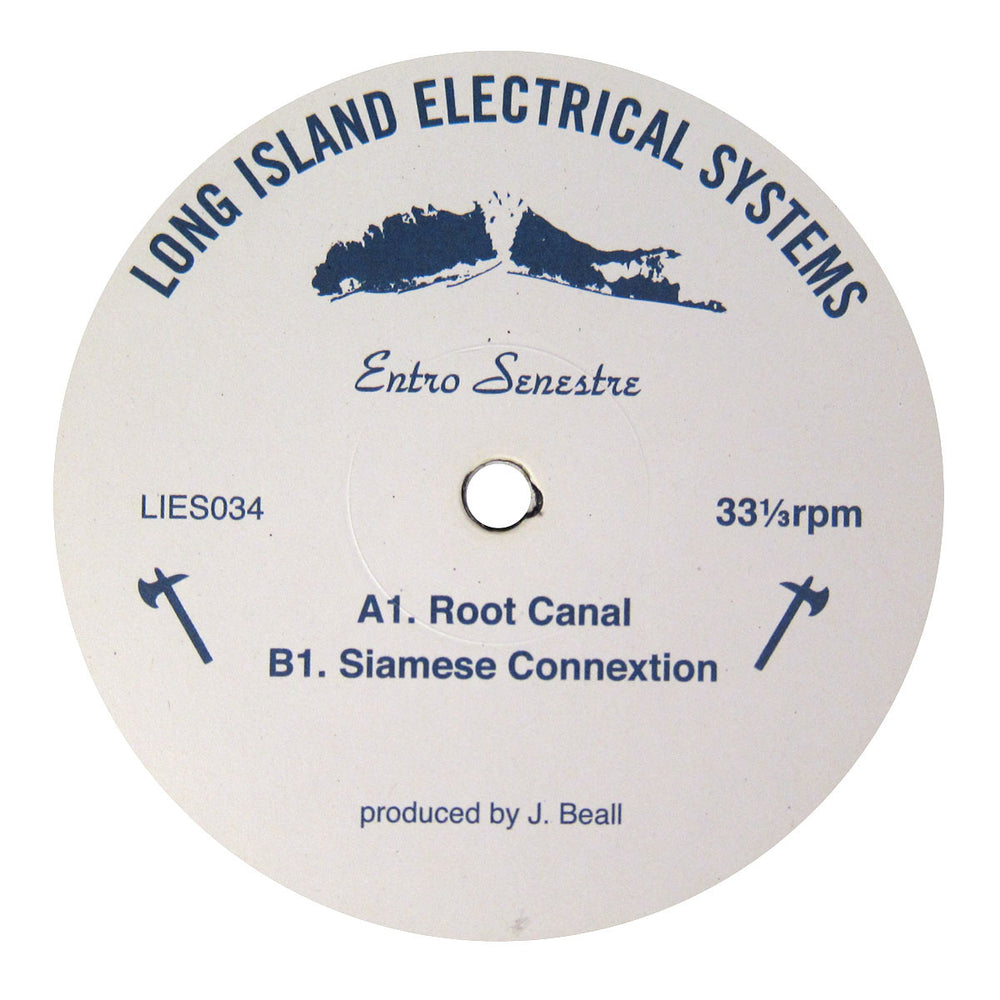 LONG ISLAND ELECTRICAL SYSTEMS
Entro Senestre
LIES034
33⅓rpm
A1. Root Canal
B1. Siamese Connextion
produced by J. Beall